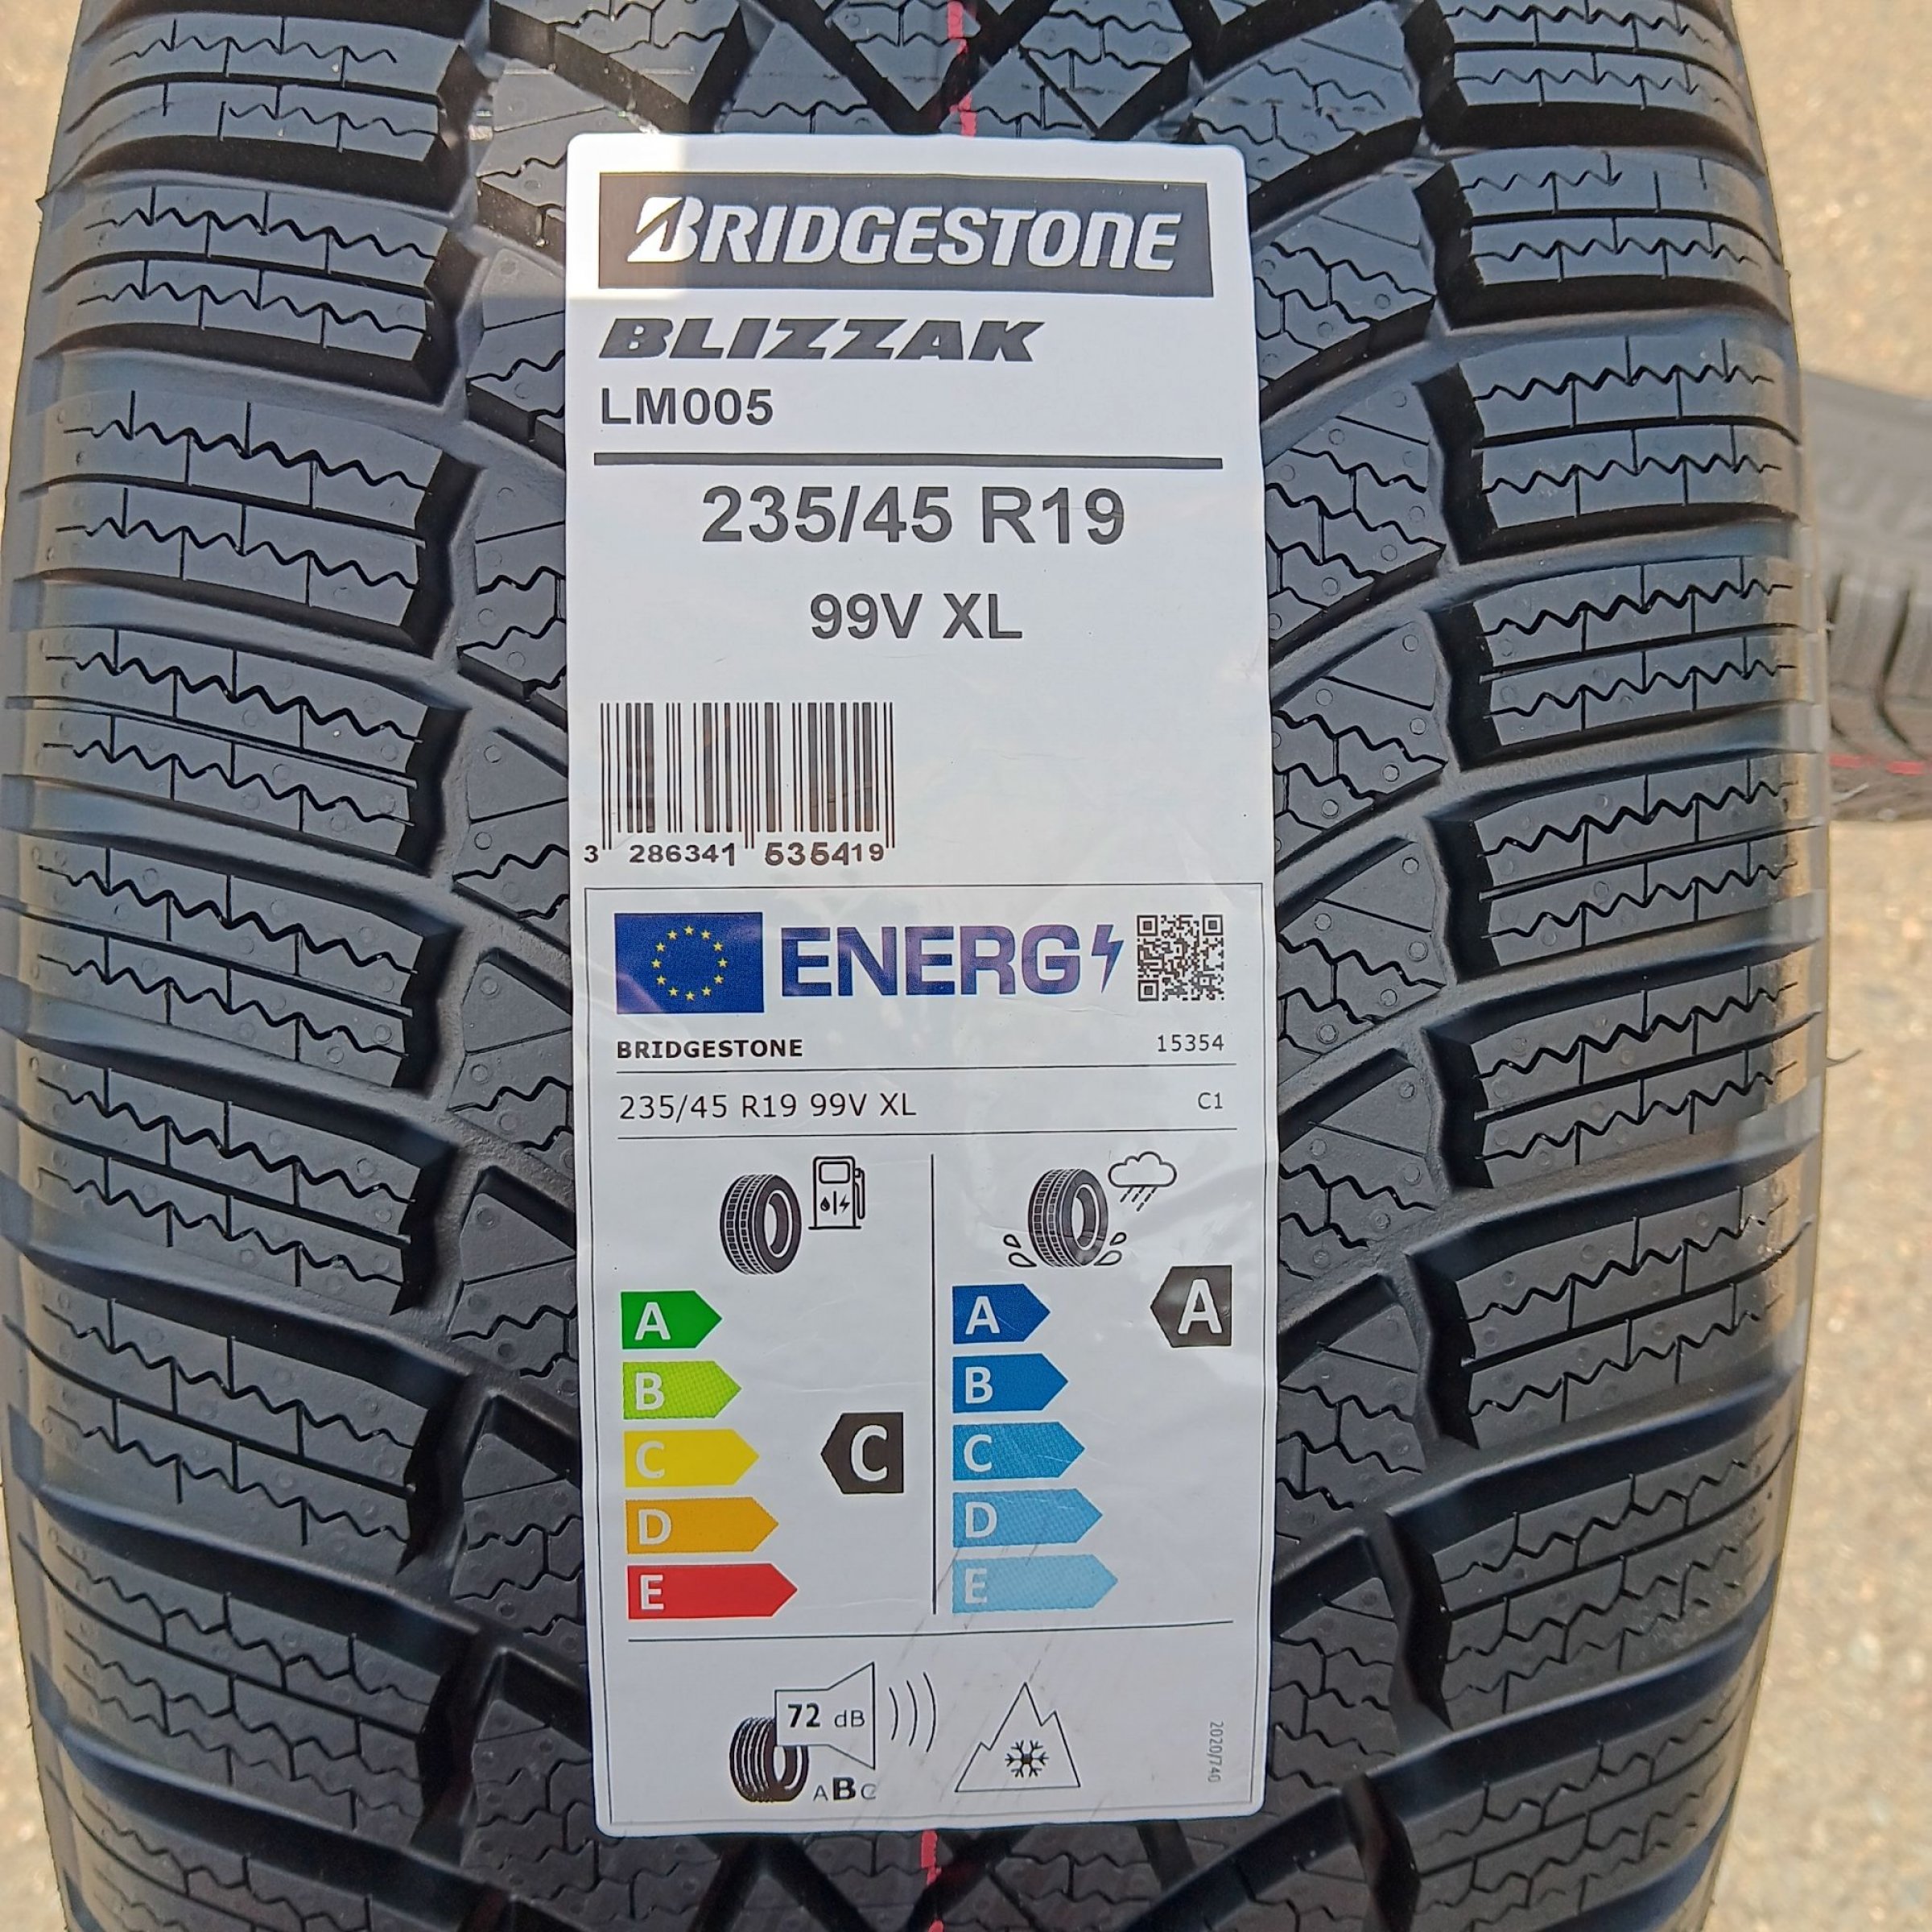 BRIDGESTONE
BLIZZAK
LM005
235/45 R19
99V XL
3 286341 535419
ENERG
BRIDGESTONE 15354
235/45 R19 99V XL C1
A A A
B B
C C C
D D
E E
72 dB
ABC
2020/740